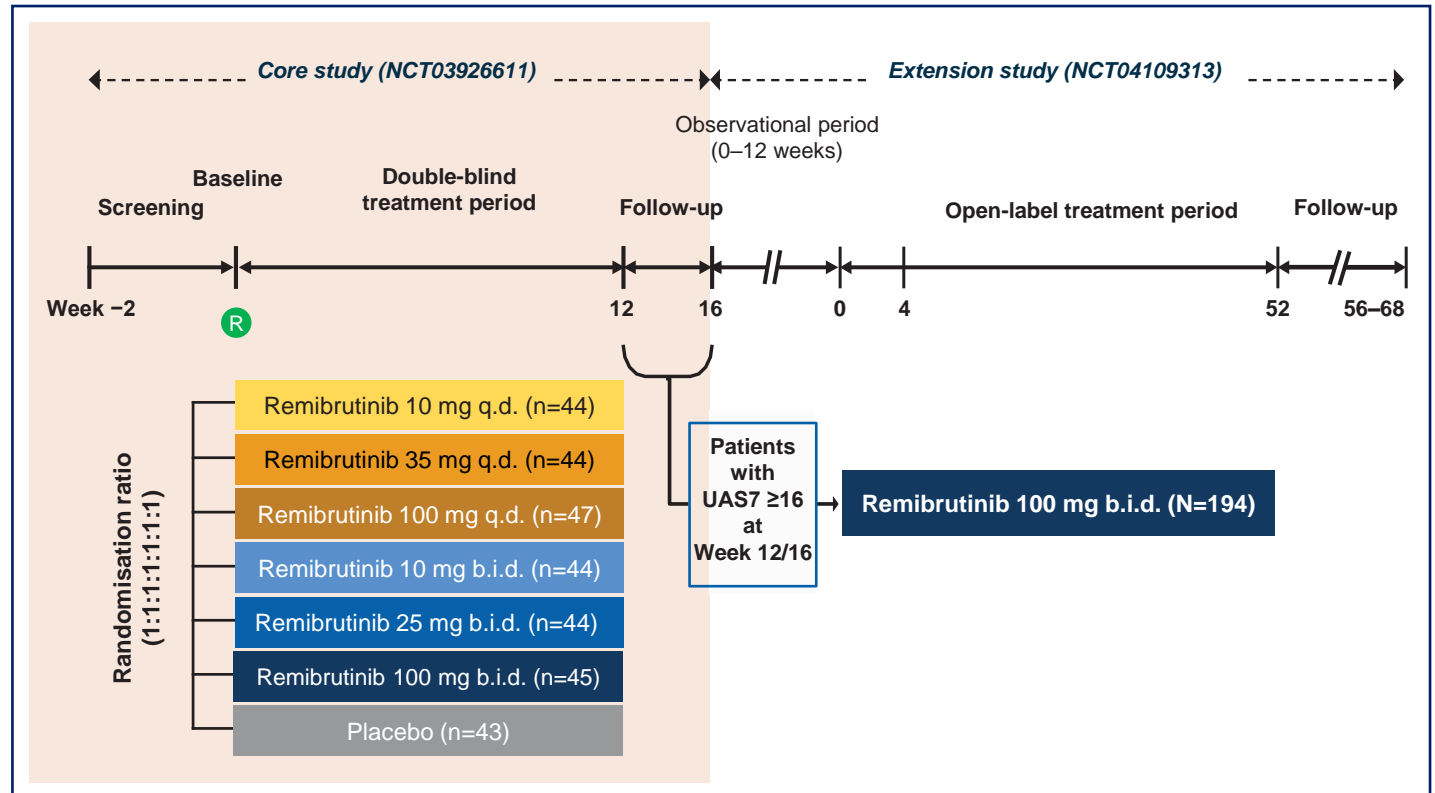 Core study (NCT03926611)
Extension study (NCT04109313)
Observational period
(0–12 weeks)
Screening
Baseline
Double-blind
treatment period
Follow-up
Open-label treatment period
Follow-up
Week −2
R
12
16
0
4
52
56–68
Randomisation ratio
(1:1:1:1:1:1:1)
Remibrutinib 10 mg q.d. (n=44)
Remibrutinib 35 mg q.d. (n=44)
Remibrutinib 100 mg q.d. (n=47)
Remibrutinib 10 mg b.i.d. (n=44)
Remibrutinib 25 mg b.i.d. (n=44)
Remibrutinib 100 mg b.i.d. (n=45)
Placebo (n=43)
Patients
with
UAS7 ≥16
at
Week 12/16
Remibrutinib 100 mg b.i.d. (N=194)